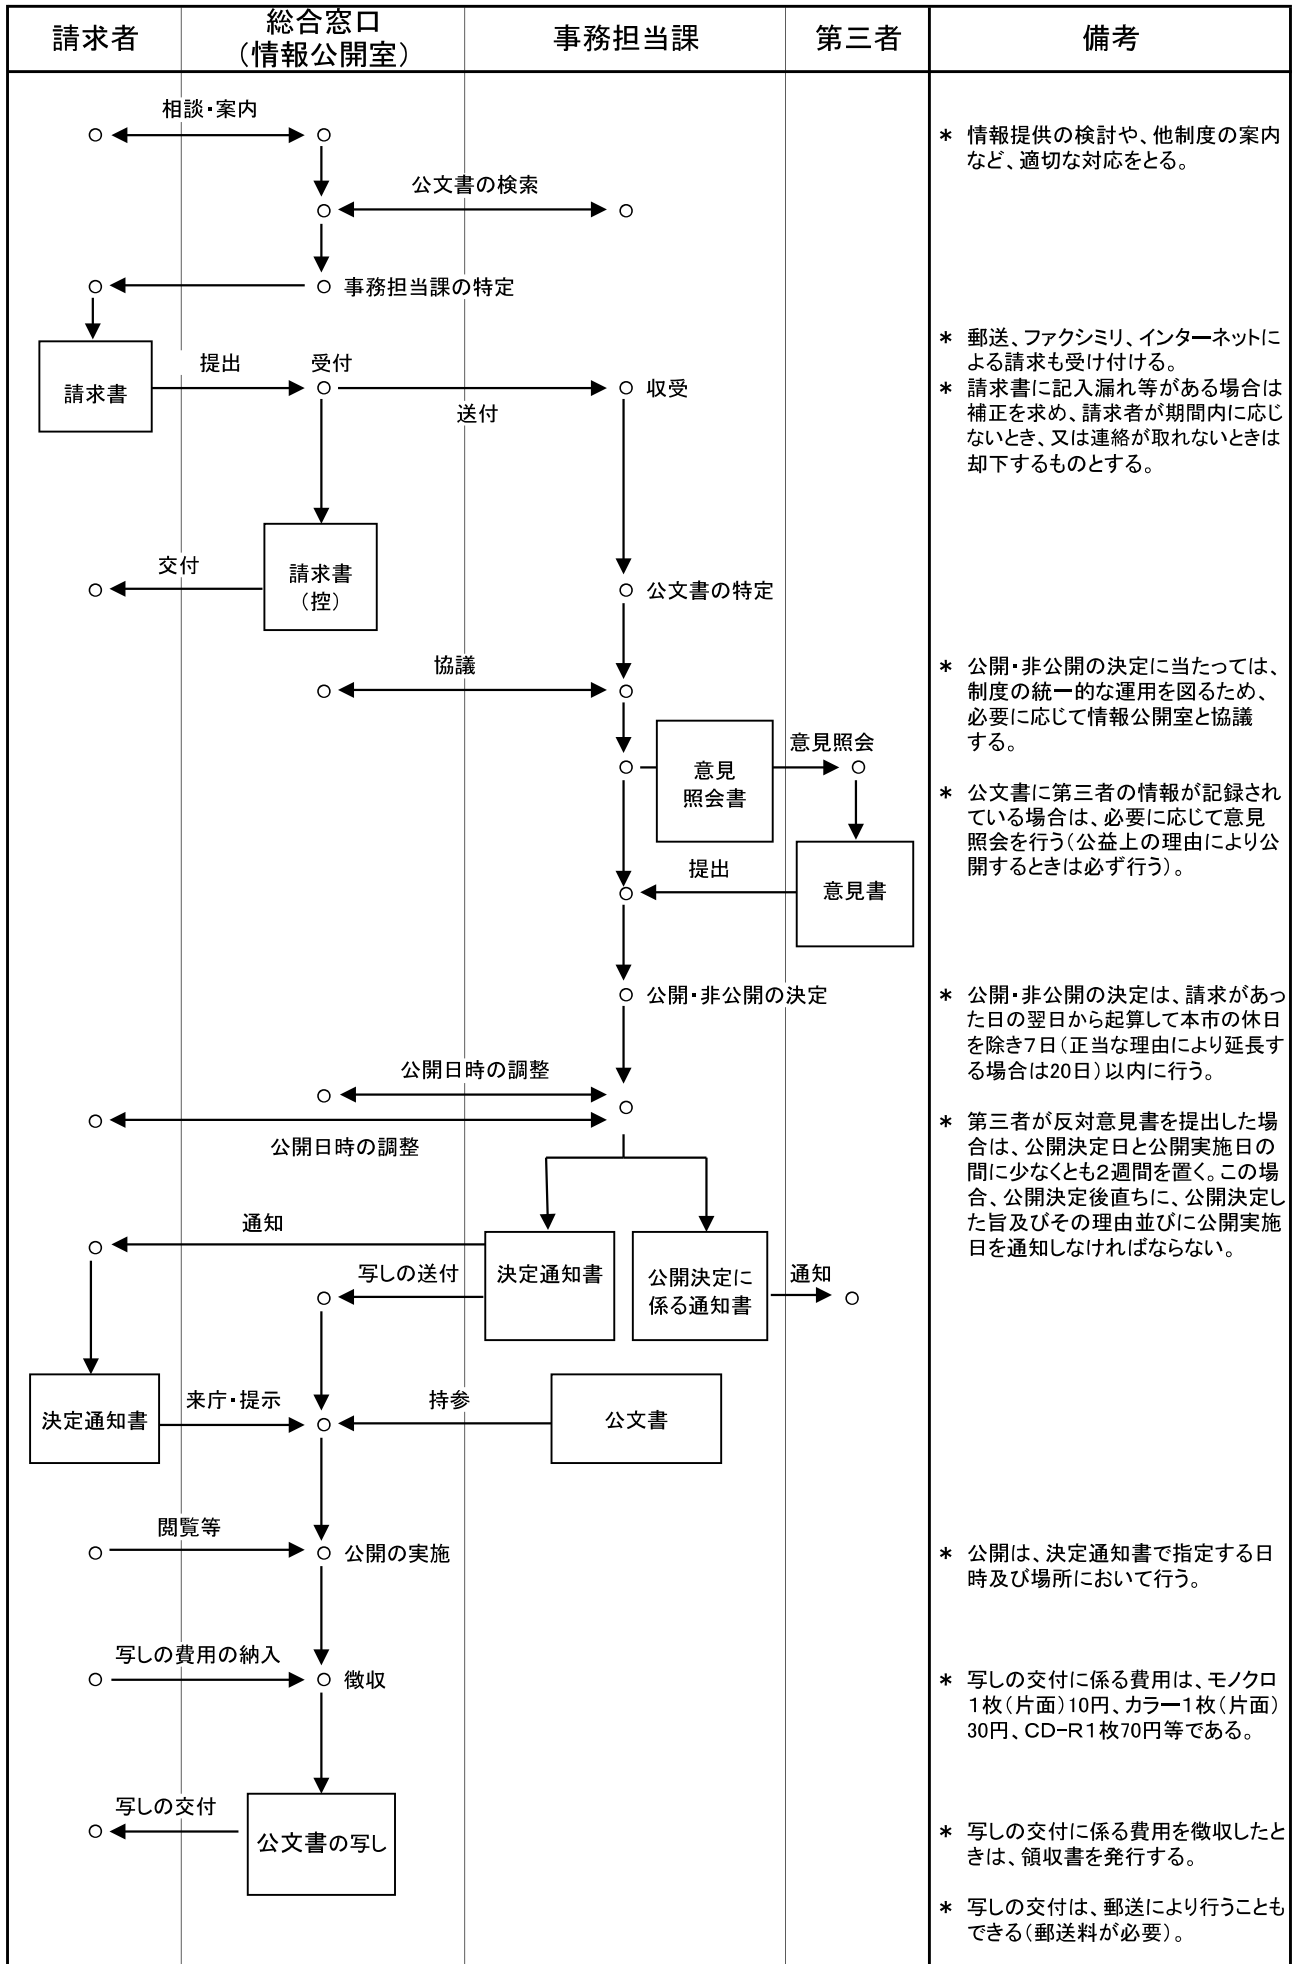 請求者
総合窓口
(情報公開室)
事務担当課
第三者
備考
相談・案内
* 情報提供の検討や、他制度の案内
など、適切な対応をとる。
公文書の検索
事務担当課の特定
* 郵送、ファクシミリ、インターネットに
よる請求も受け付ける。
請求書
提出
受付
送付
収受
* 請求書に記入漏れ等がある場合は
補正を求め、請求者が期間内に応じ
ないとき、又は連絡が取れないときは
却下するものとする。
交付
請求書
(控)
公文書の特定
協議
* 公開・非公開の決定に当たっては、
制度の統一的な運用を図るため、
必要に応じて情報公開室と協議
する。
意見
照会書
意見照会
* 公文書に第三者の情報が記録され
ている場合は、必要に応じて意見
照会を行う(公益上の理由により公
開するときは必ず行う)。
提出
意見書
公開・非公開の決定
* 公開・非公開の決定は、請求があっ
た日の翌日から起算して本市の休日
を除き7日(正当な理由により延長す
る場合は20日)以内に行う。
公開日時の調整
公開日時の調整
* 第三者が反対意見書を提出した場
合は、公開決定日と公開実施日の
間に少なくとも2週間を置く。この場
合、公開決定後直ちに、公開決定し
た旨及びその理由並びに公開実施
日を通知しなければならない。
通知
写しの送付
決定通知書
公開決定に
係る通知書
通知
決定通知書
来庁・提示
持参
公文書
閲覧等
公開の実施
* 公開は、決定通知書で指定する日
時及び場所において行う。
写しの費用の納入
徴収
* 写しの交付に係る費用は、モノクロ
1枚(片面)10円、カラー1枚(片面)
30円、CD-R1枚70円等である。
写しの交付
公文書の写し
* 写しの交付に係る費用を徴収したと
きは、領収書を発行する。
* 写しの交付は、郵送により行うことも
できる(郵送料が必要)。